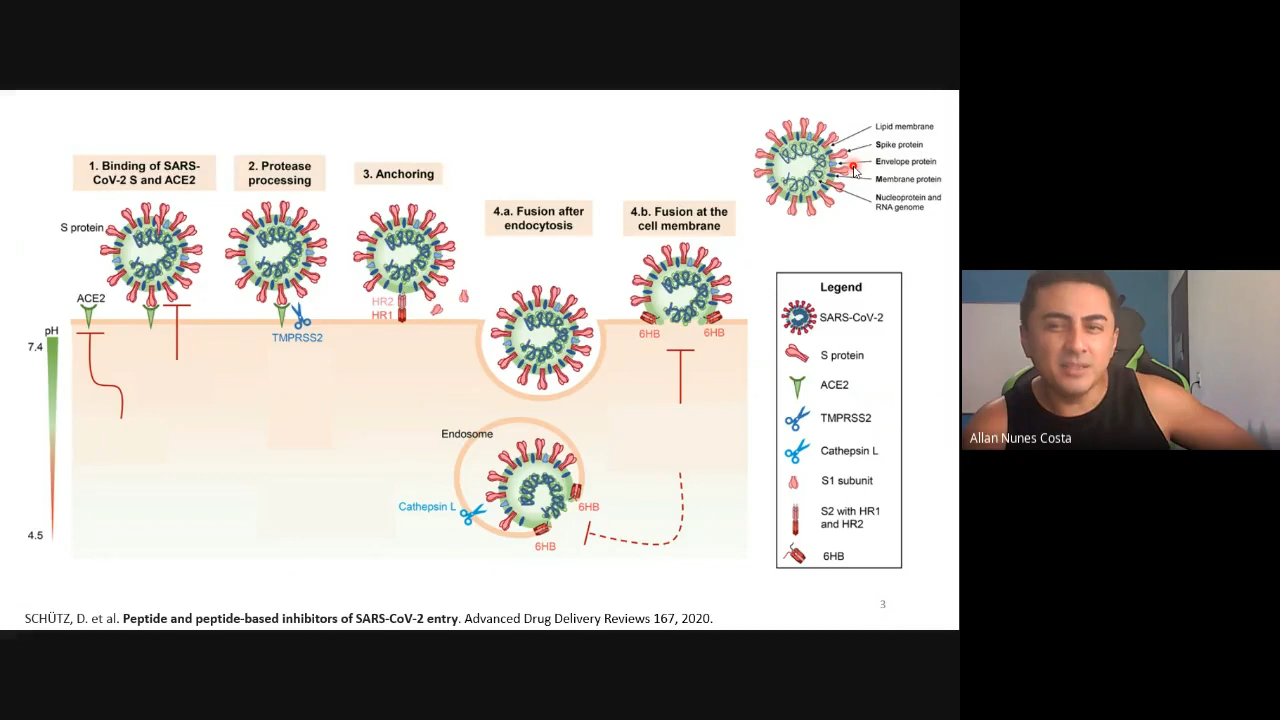 1. Binding of SARS-
CoV-2 S and ACE2
2. Protease
processing
3. Anchoring
4.a. Fusion after
endocytosis
4.b. Fusion at the
cell membrane
S protein
ACE2
TMPRSS2
HR2
HR1
6HB
6HB
pH
7.4
4.5
Endosome
Cathepsin L
6HB
6HB
Lipid membrane
Spike protein
Envelope protein
Membrane protein
Nucleoprotein and
RNA genome
Legend
SARS-CoV-2
S protein
ACE2
TMPRSS2
Cathepsin L
S1 subunit
S2 with HR1
and HR2
6HB
3
SCHÜTZ, D. et al. Peptide and peptide-based inhibitors of SARS-CoV-2 entry. Advanced Drug Delivery Reviews 167, 2020.
Allan Nunes Costa